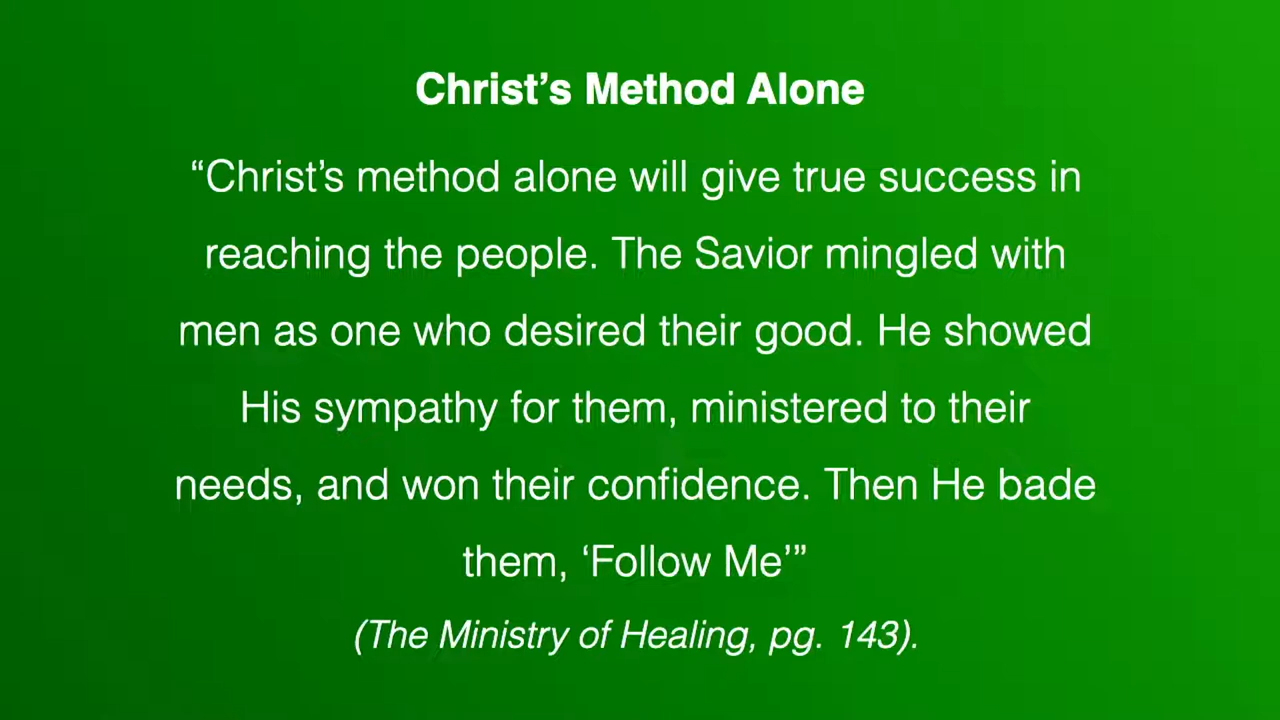 Christ’s Method Alone
“Christ’s method alone will give true success in
reaching the people. The Savior mingled with
men as one who desired their good. He showed
His sympathy for them, ministered to their
needs, and won their confidence. Then He bade
them, ‘Follow Me’”
(The Ministry of Healing, pg. 143).